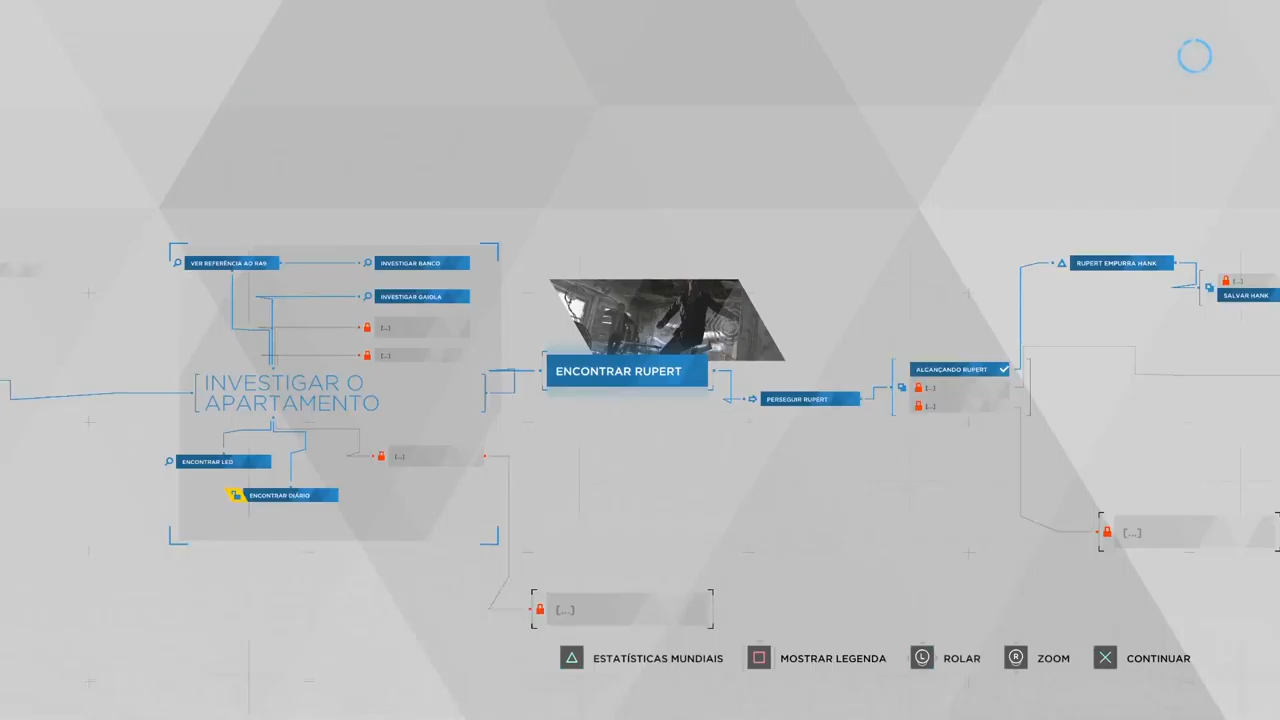 VER REFERÊNCIA AO RA9
INVESTIGAR BANCO
INVESTIGAR GAIOLA
[...]
[...]
INVESTIGAR O
APARTAMENTO
ENCONTRAR LED
ENCONTRAR DIÁRIO
[...]
ENCONTRAR RUPERT
[...]
PERSEGUIR RUPERT
ALCANÇANDO RUPERT
[...]
[...]
RUPERT EMPURRA HANK
[...]
SALVAR HANK
[...]
ESTATÍSTICAS MUNDIAIS
MOSTRAR LEGENDA
L
ROLAR
R
ZOOM
CONTINUAR